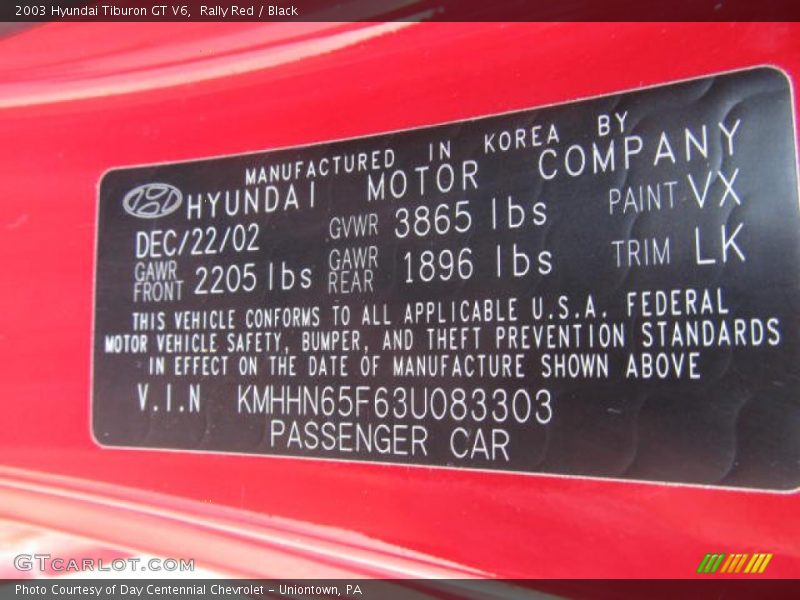 2003 Hyundai Tiburon GT V6, Rally Red / Black
MANUFACTURED IN KOREA BY
HYUNDAI MOTOR COMPANY
DEC/22/02 GVWR 3865 lbs PAINT VX
GAWR FRONT 2205 lbs GAWR REAR 1896 lbs TRIM LK
THIS VEHICLE CONFORMS TO ALL APPLICABLE U.S.A. FEDERAL
MOTOR VEHICLE SAFETY, BUMPER, AND THEFT PREVENTION STANDARDS
IN EFFECT ON THE DATE OF MANUFACTURE SHOWN ABOVE
V.I.N KMHHN65F63U083303
PASSENGER CAR
GTCARLOT.COM
Photo Courtesy of Day Centennial Chevrolet - Uniontown, PA